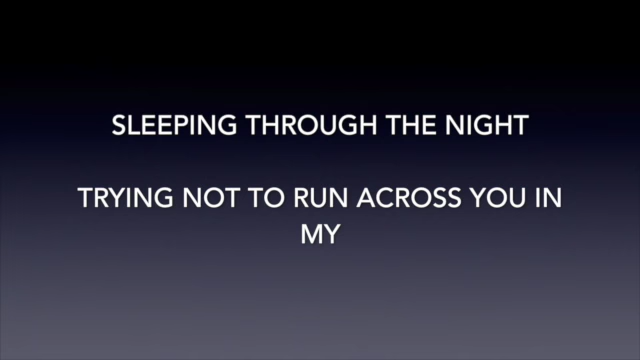 SLEEPING THROUGH THE NIGHT
TRYING NOT TO RUN ACROSS YOU IN
MY